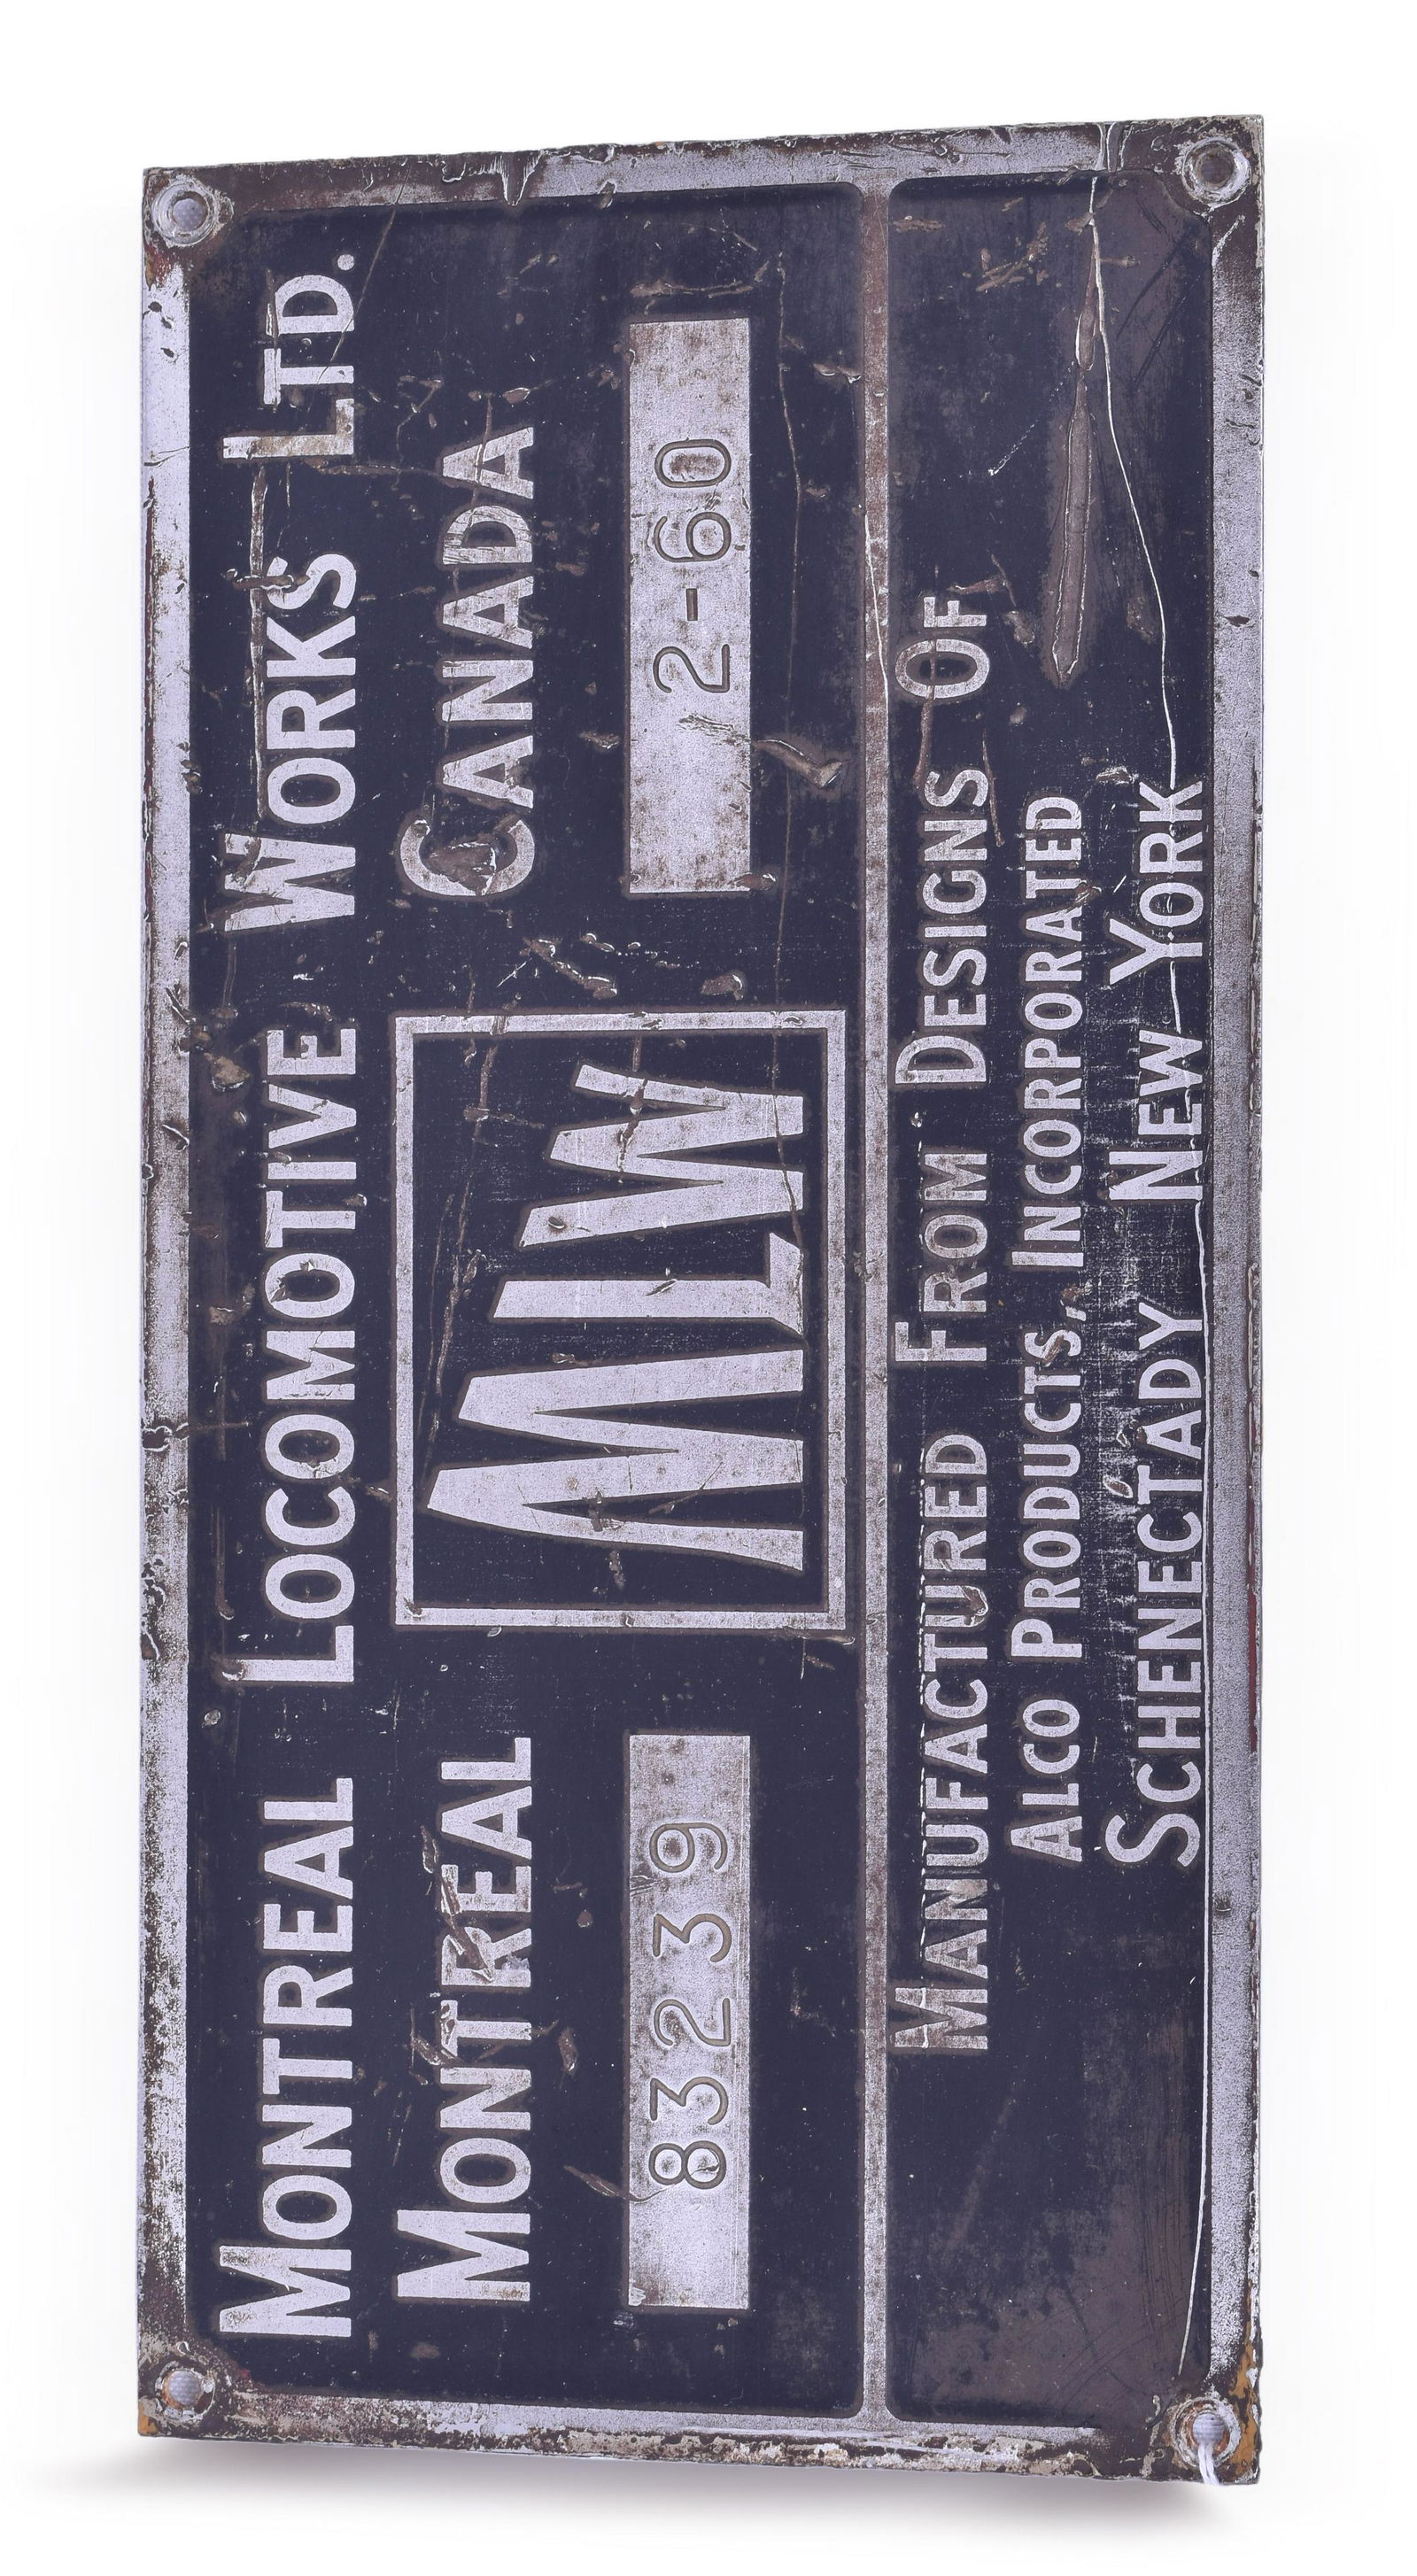 MONTREAL LOCOMOTIVE WORKS LTD.
MONTREAL MLW CANADA
83239 2-60
MANUFACTURED FROM DESIGNS OF
ALCO PRODUCTS, INCORPORATED
SCHENECTADY NEW YORK